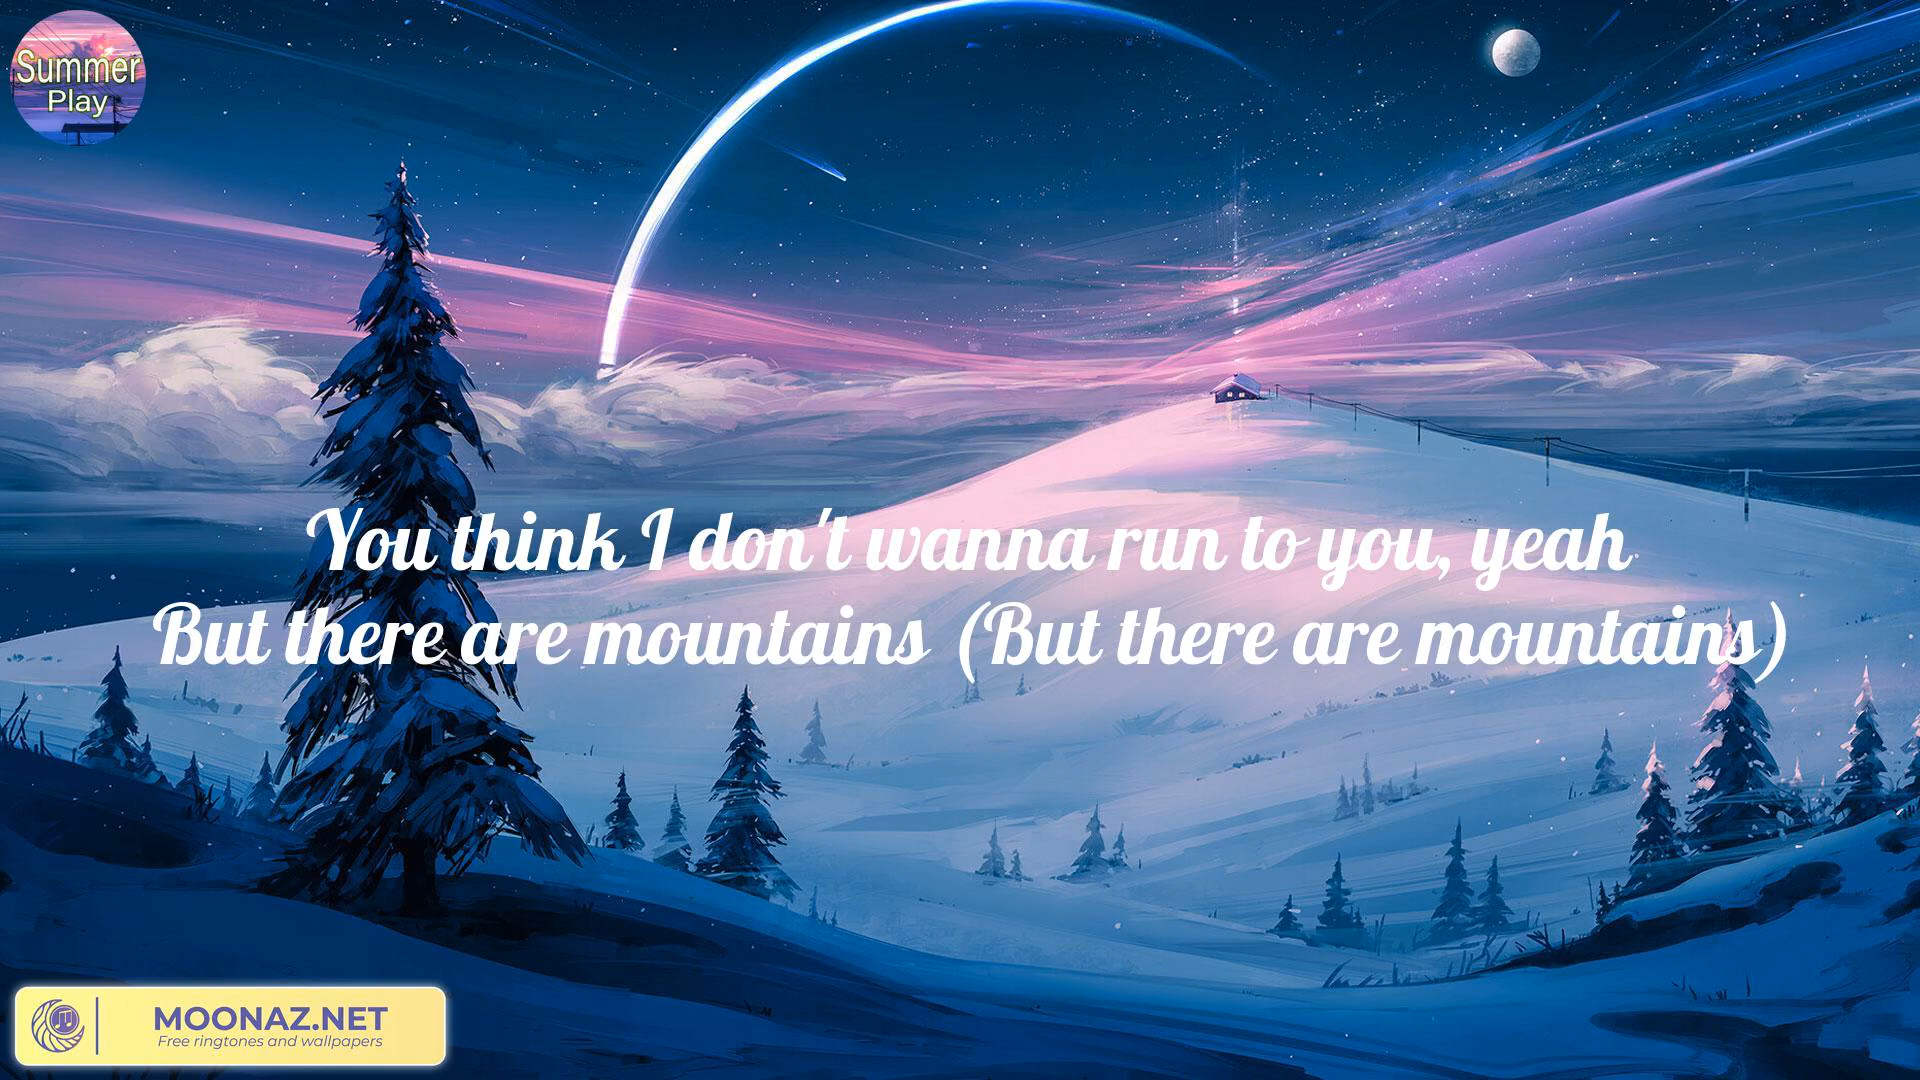 Summer
Play
You think I don't wanna run to you, yeah
But there are mountains (But there are mountains)
MOONAZ.NET
Free ringtones and wallpapers